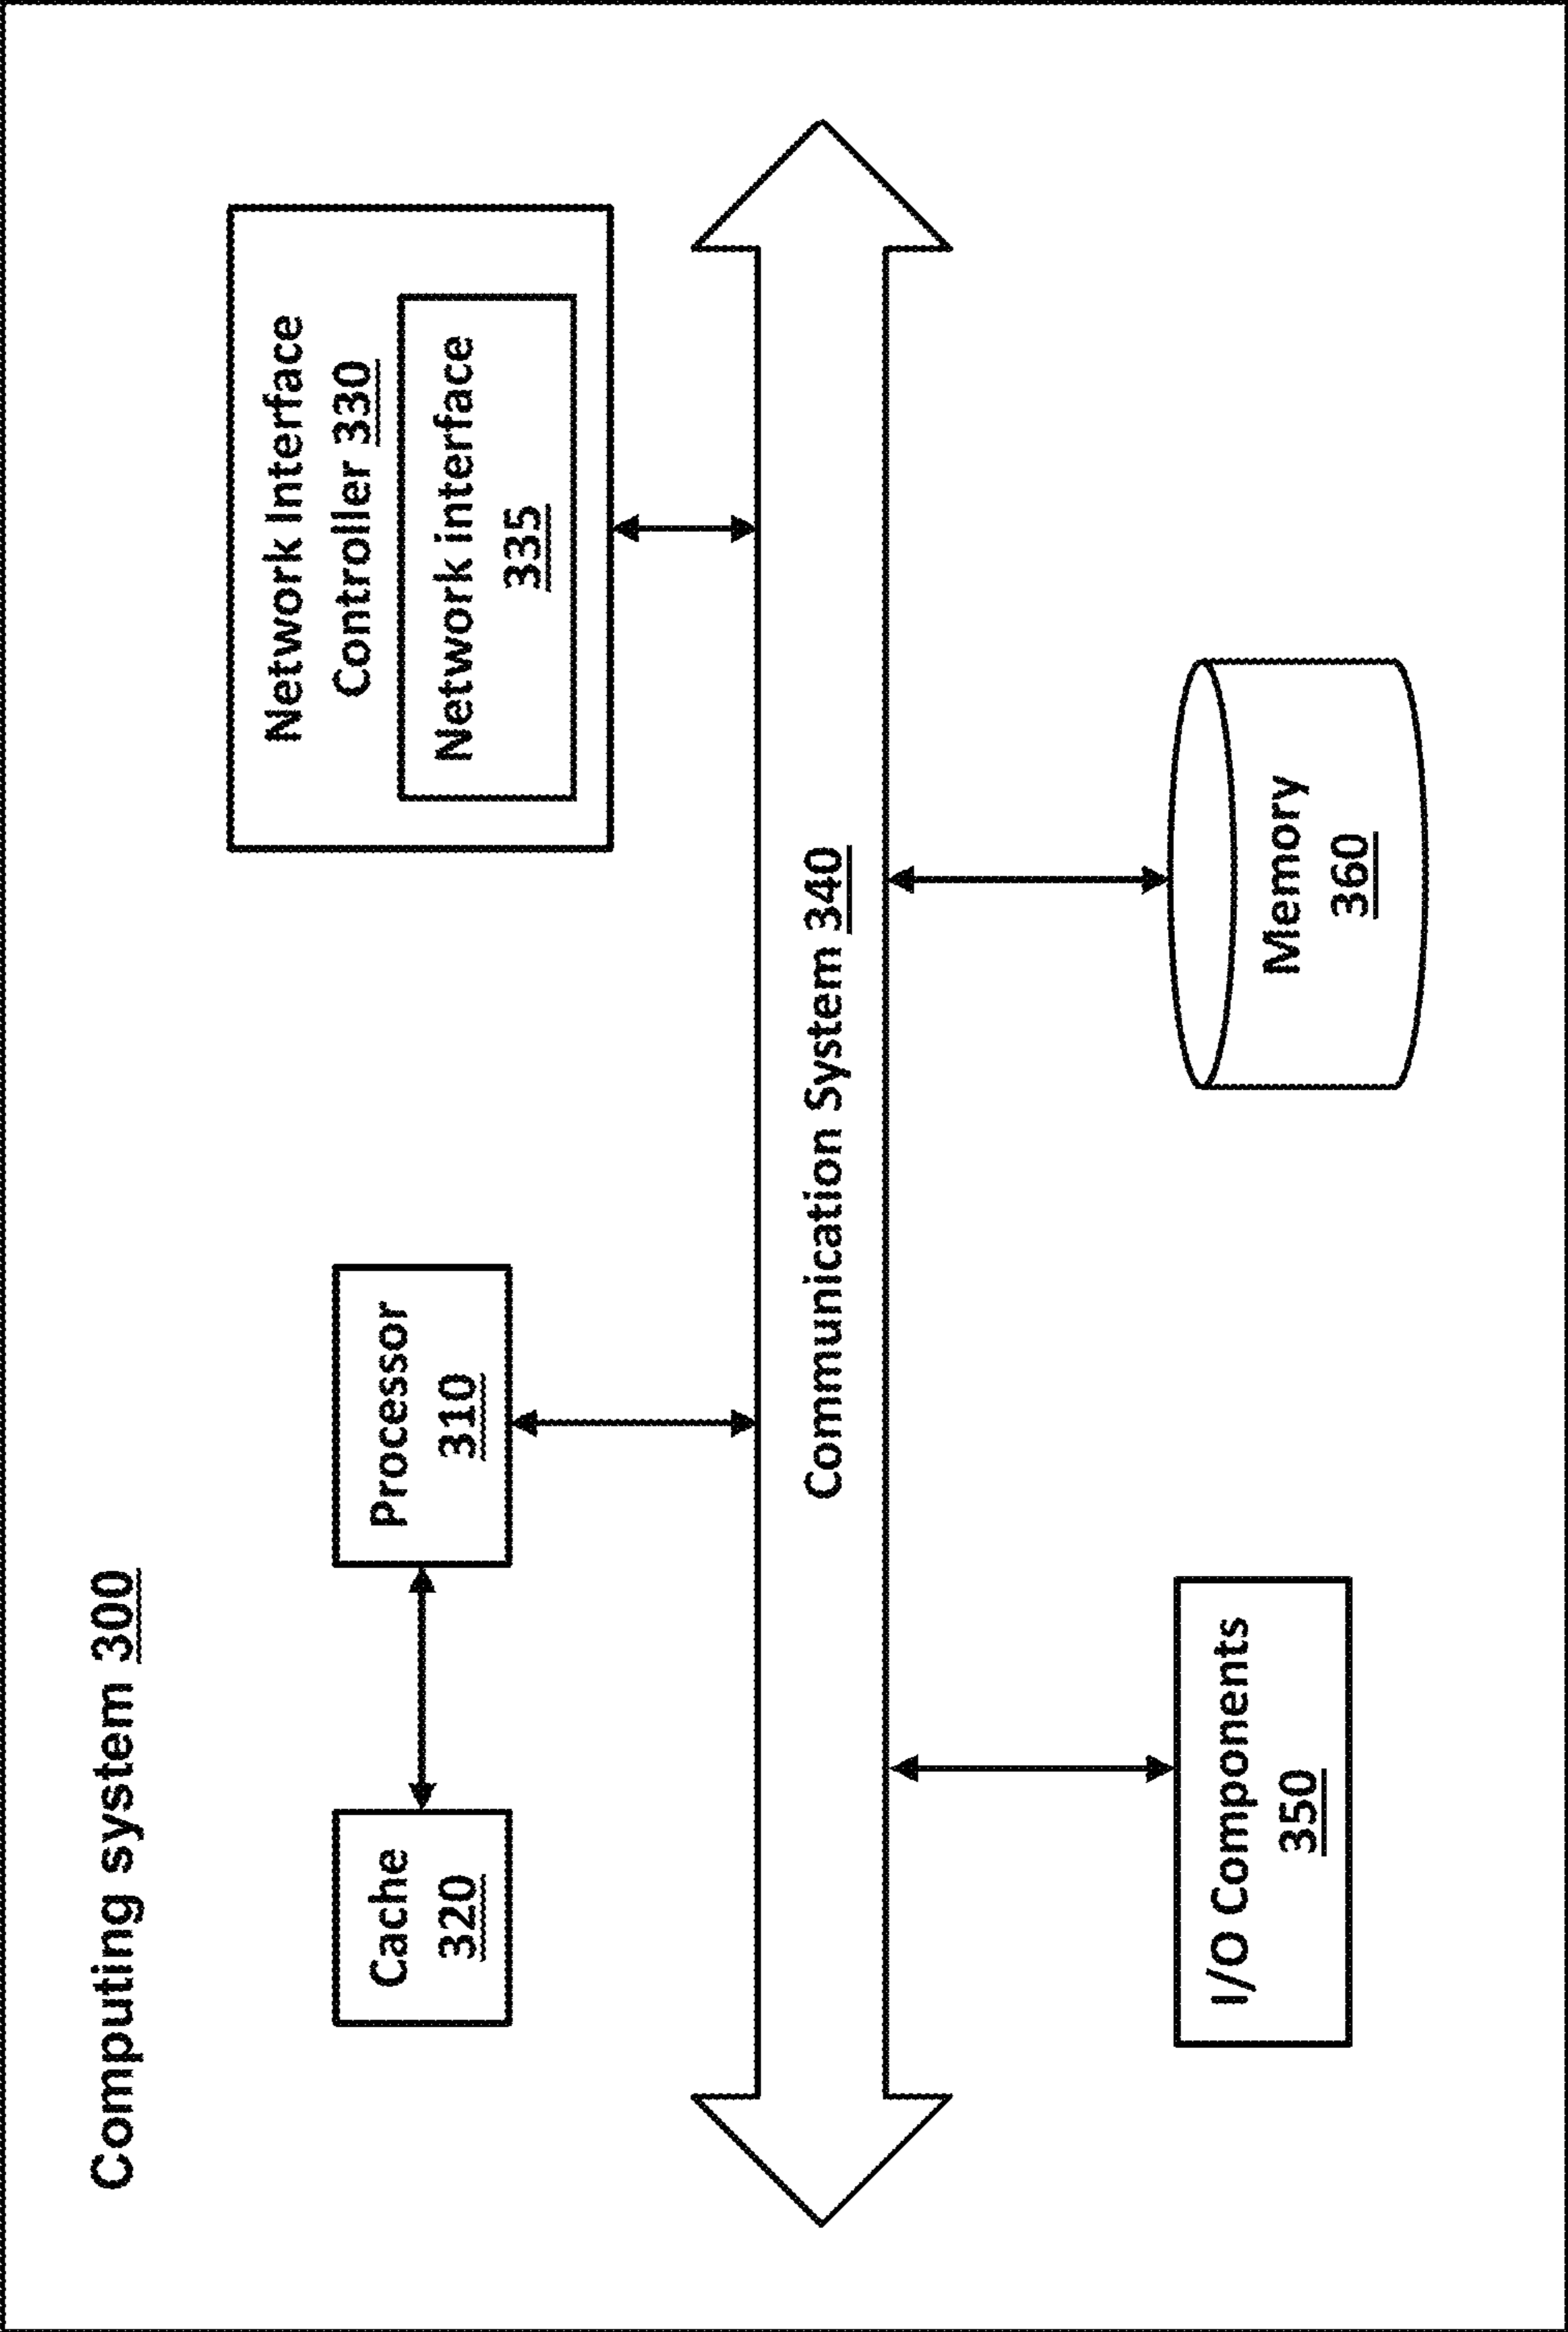 Computing system 300
Cache
320
Processor
310
Network Interface
Controller 330
Network interface
335
Communication System 340
I/O Components
350
Memory
360